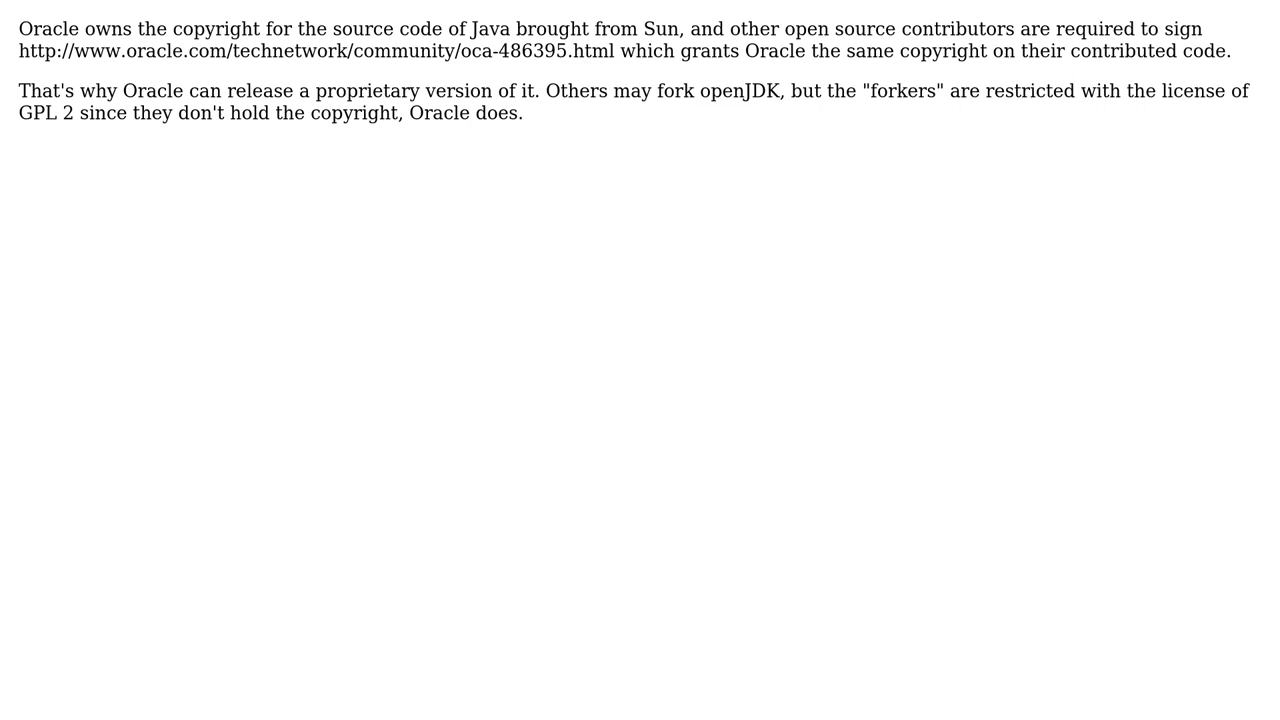 Oracle owns the copyright for the source code of Java brought from Sun, and other open source contributors are required to sign
http://www.oracle.com/technetwork/community/oca-486395.html which grants Oracle the same copyright on their contributed code.
That's why Oracle can release a proprietary version of it. Others may fork openJDK, but the "forkers" are restricted with the license of
GPL 2 since they don't hold the copyright, Oracle does.